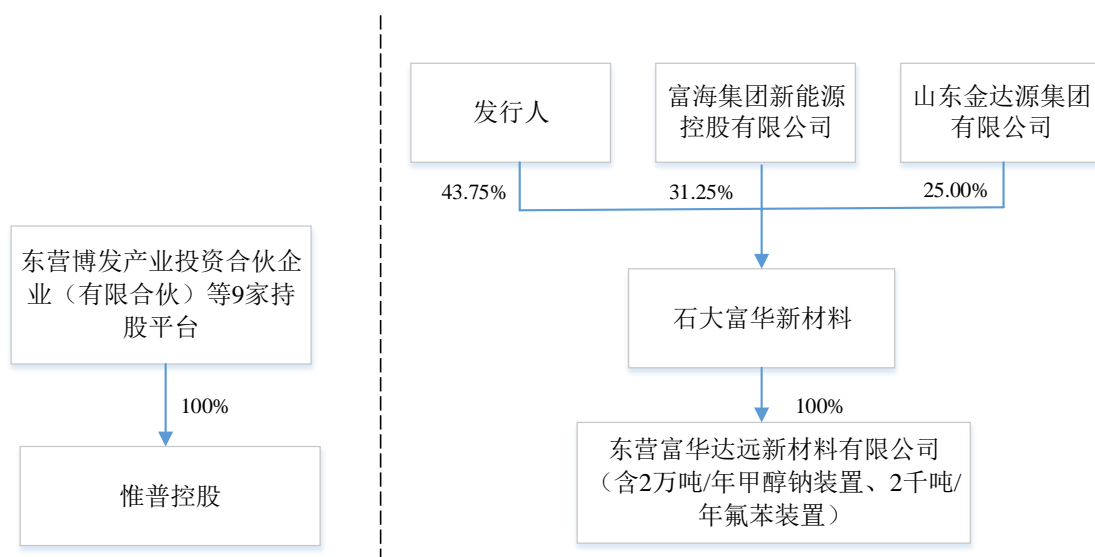 东营博发产业投资合伙企
业（有限合伙）等9家持
股平台
100%
惟普控股
发行人
富海集团新能源
控股有限公司
山东金达源集团
有限公司
43.75%
31.25%
25.00%
石大富华新材料
100%
东营富华达远新材料有限公司
（含2万吨/年甲醇钠装置、2千吨/
年氟苯装置）